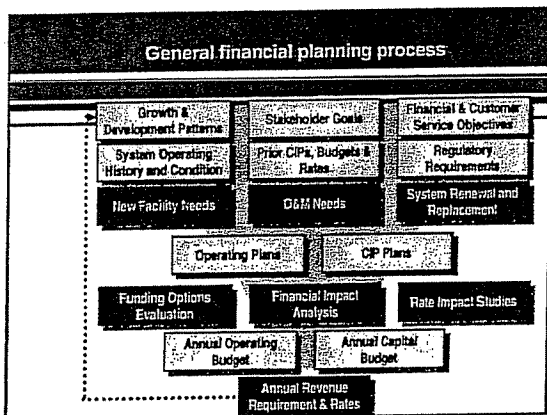 General financial planning process
Growth &
Development Patterns
Stakeholder Goals
Financial & Customer
Service Objectives
System Operating
History and Condition
Prior CIPs, Budgets &
Rates
Regulatory
Requirements
New Facility Needs
O&M Needs
System Renewal and
Replacement
Operating Plans
CIP Plans
Funding Options
Evaluation
Financial Impact
Analysis
Rate Impact Studies
Annual Operating
Budget
Annual Capital
Budget
Annual Revenue
Requirement & Rates